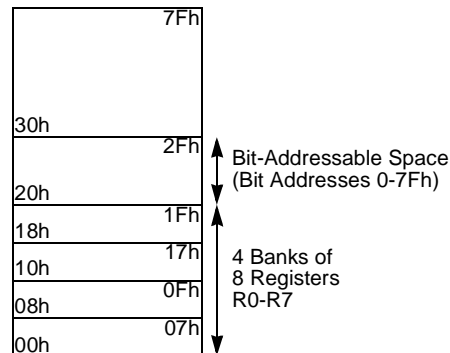 7Fh
30h
2Fh
Bit-Addressable Space
(Bit Addresses 0-7Fh)
20h
1Fh
18h
17h
4 Banks of
8 Registers
R0-R7
10h
0Fh
08h
07h
00h